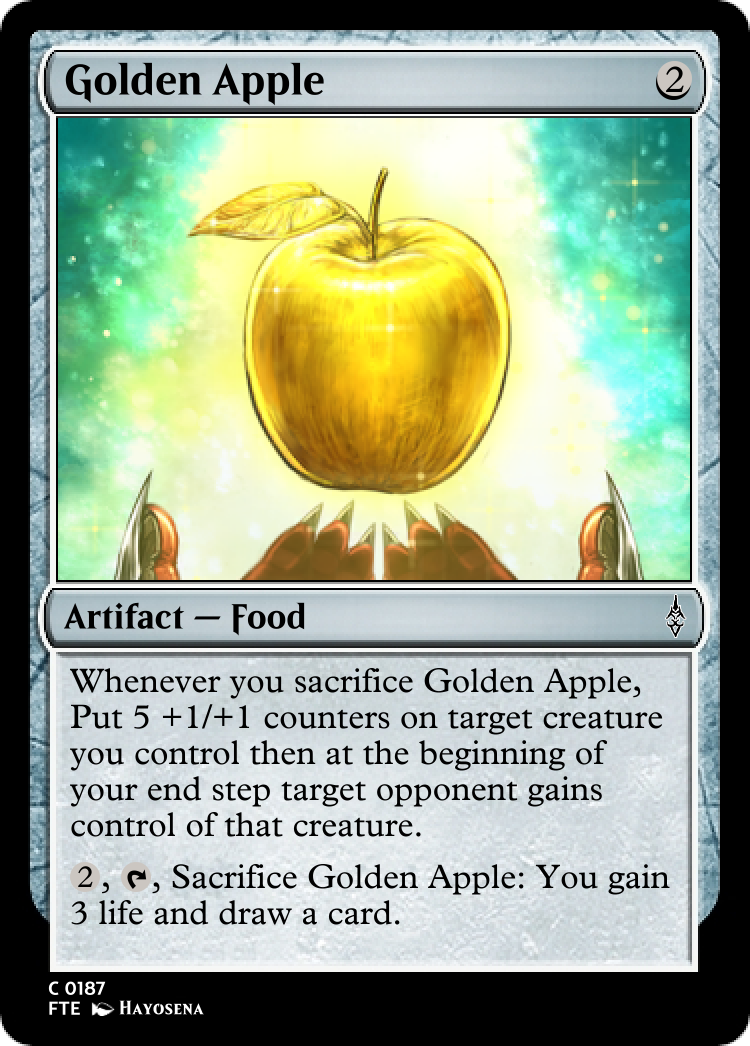 Golden Apple
2
Artifact — Food
Whenever you sacrifice Golden Apple,
Put 5 +1/+1 counters on target creature
you control then at the beginning of
your end step target opponent gains
control of that creature.
2, , Sacrifice Golden Apple: You gain
3 life and draw a card.
C 0187
FTE Hayosena